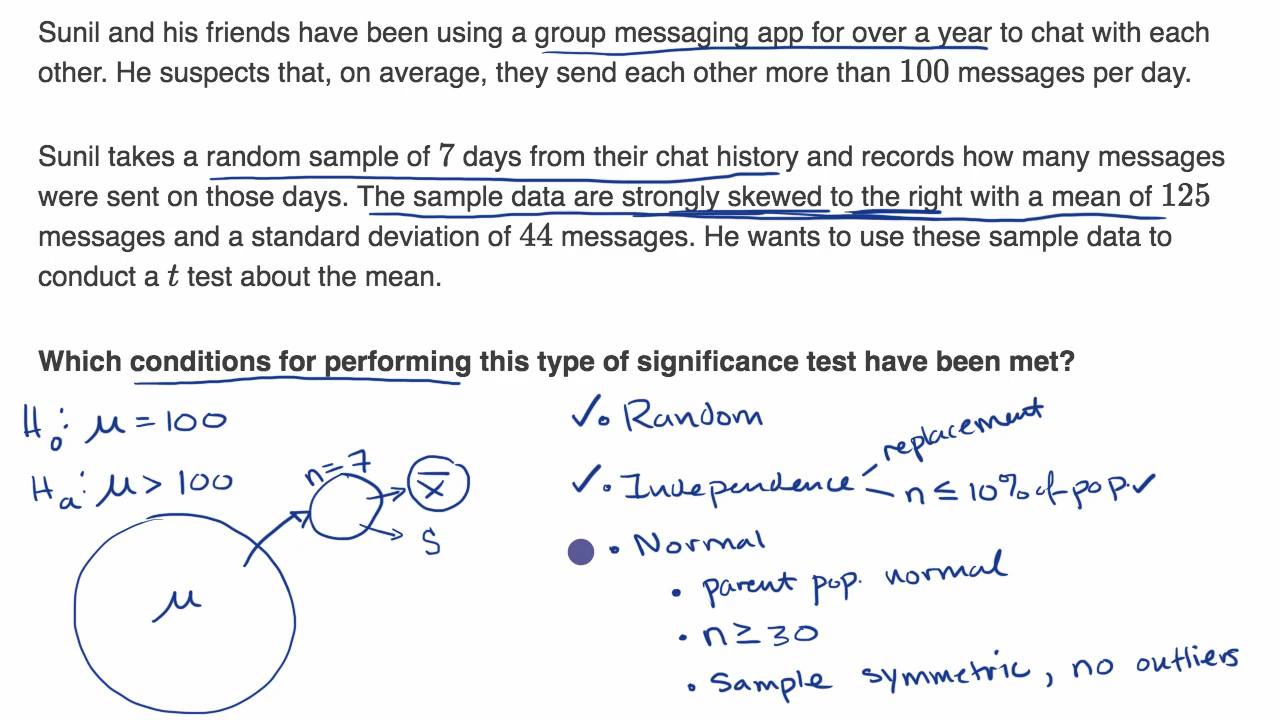 Sunil and his friends have been using a group messaging app for over a year to chat with each
other. He suspects that, on average, they send each other more than 100 messages per day.
Sunil takes a random sample of 7 days from their chat history and records how many messages
were sent on those days. The sample data are strongly skewed to the right with a mean of 125
messages and a standard deviation of 44 messages. He wants to use these sample data to
conduct a t test about the mean.
Which conditions for performing this type of significance test have been met?
H₀: μ = 100
Hₐ: μ > 100
n=7
x̄
S
μ
✓• Random
✓• Independence
replacement
n ≤ 10% of pop. ✓
• Normal
• parent pop. normal
• n ≥ 30
• Sample symmetric, no outliers